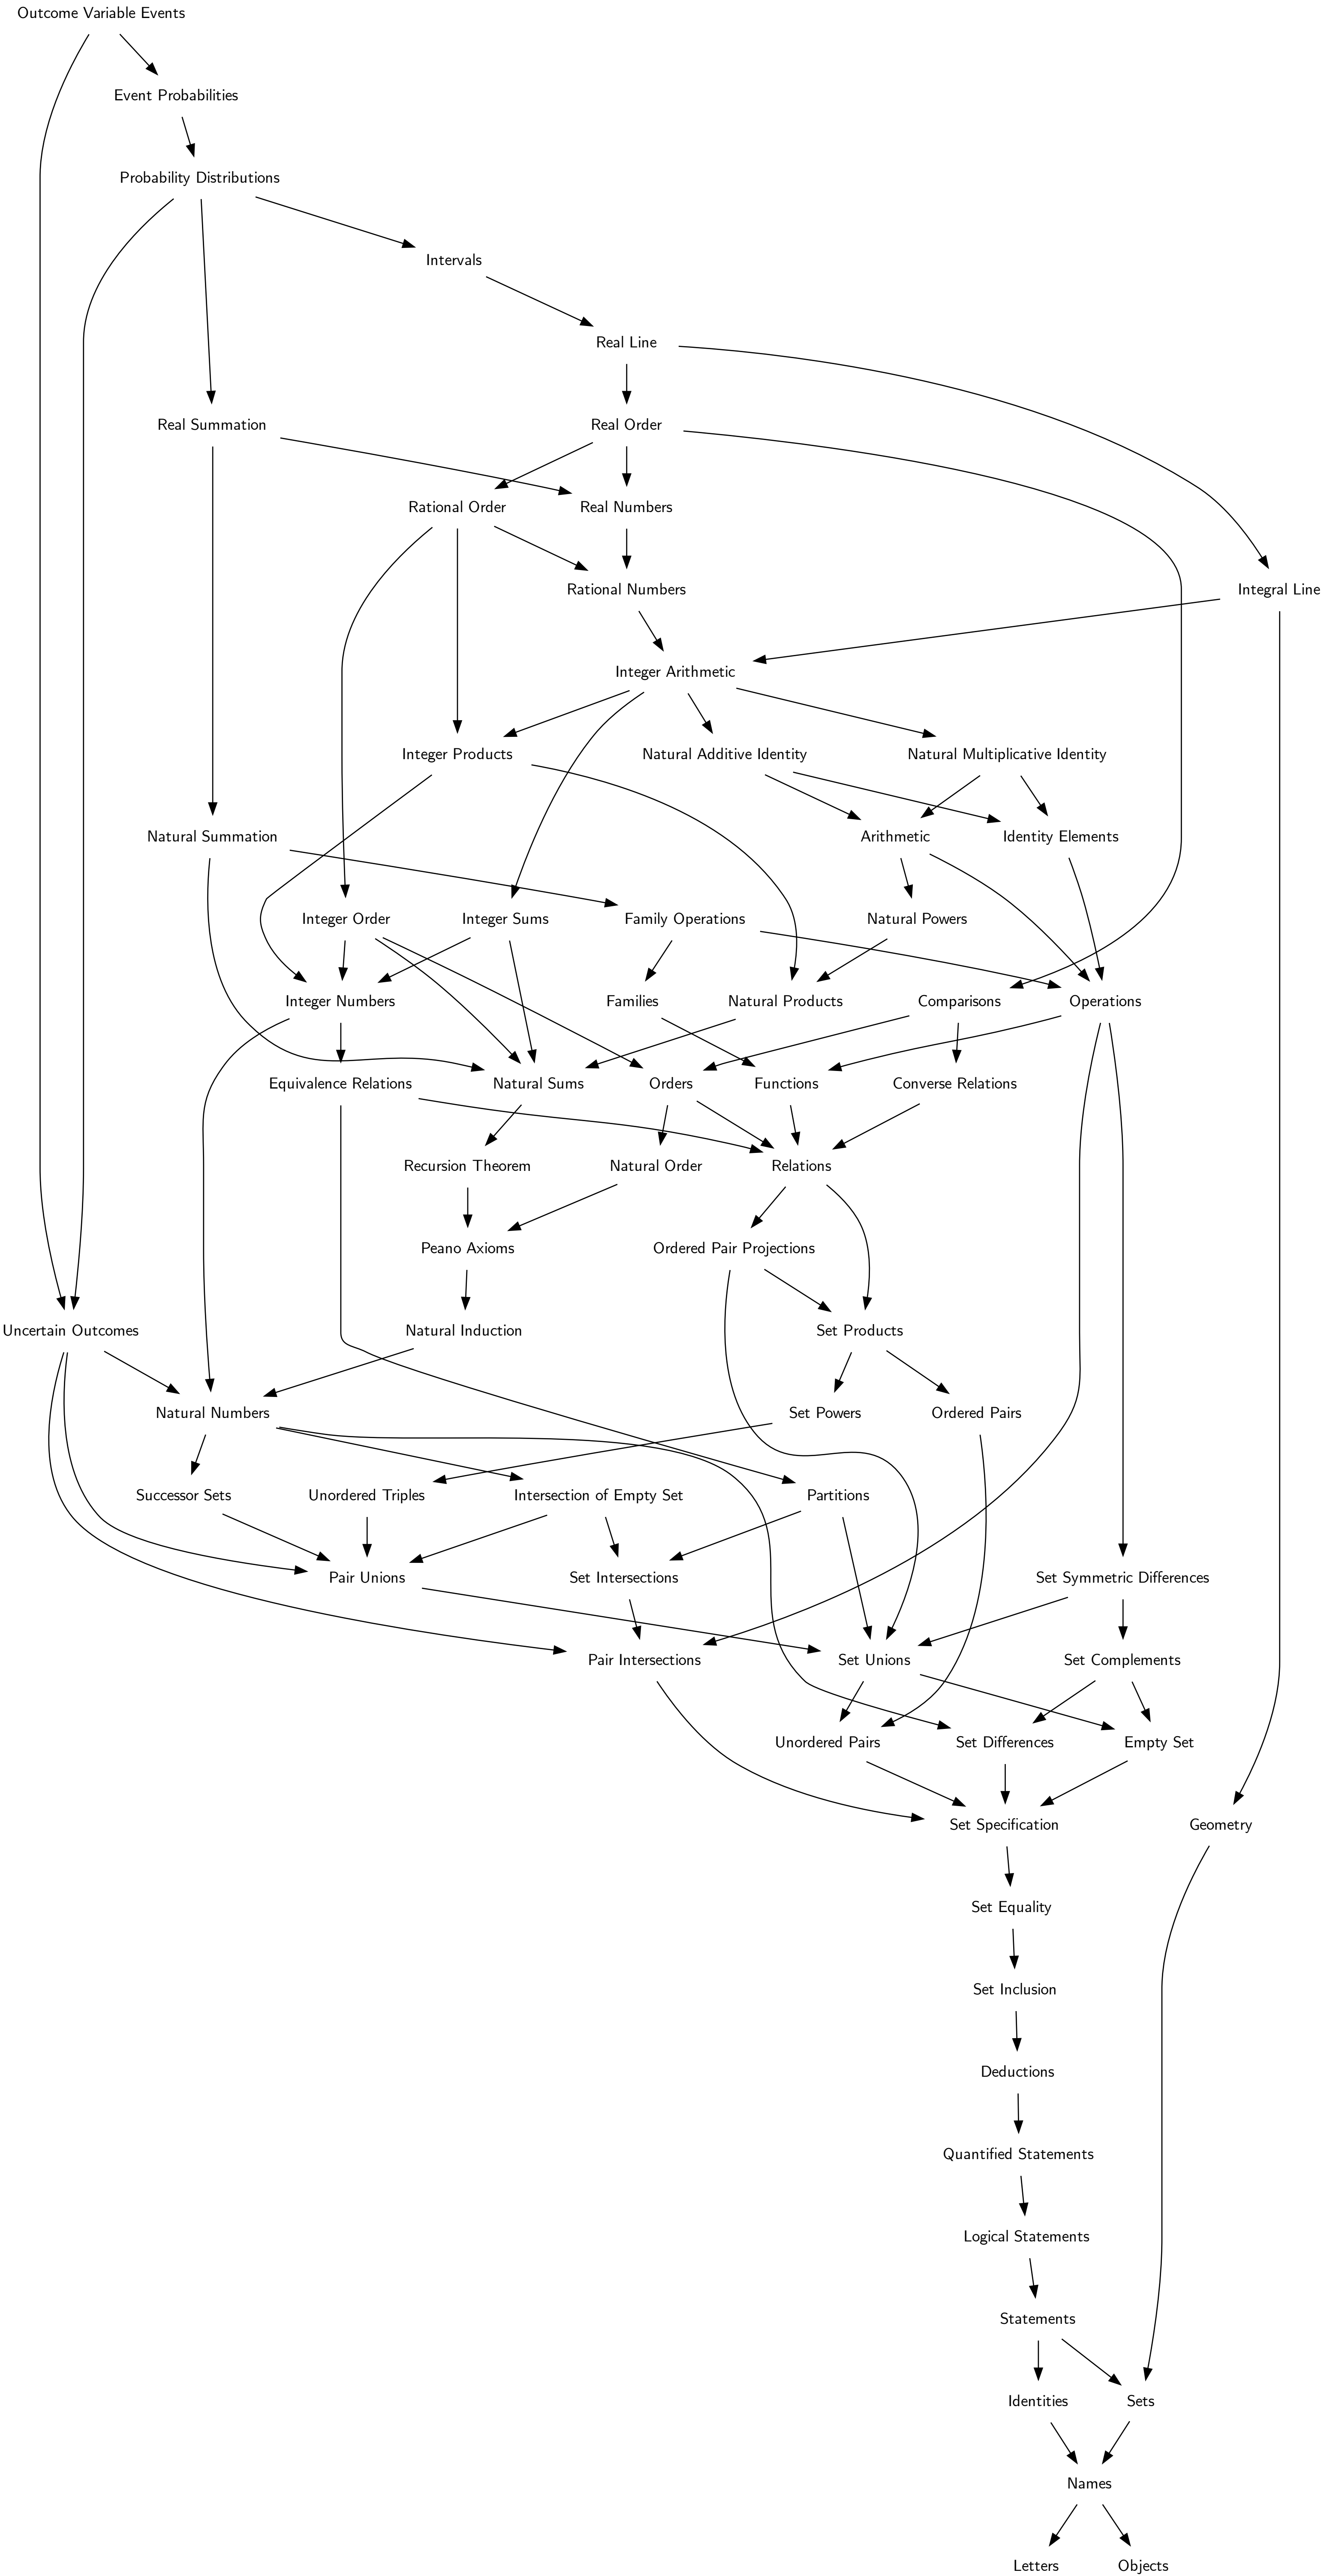 Outcome Variable Events
Event Probabilities
Probability Distributions
Intervals
Real Line
Real Summation
Real Order
Rational Order
Real Numbers
Rational Numbers
Integral Line
Integer Arithmetic
Integer Products
Natural Additive Identity
Natural Multiplicative Identity
Natural Summation
Arithmetic
Identity Elements
Integer Order
Integer Sums
Family Operations
Natural Powers
Integer Numbers
Families
Natural Products
Comparisons
Operations
Equivalence Relations
Natural Sums
Orders
Functions
Converse Relations
Recursion Theorem
Natural Order
Relations
Peano Axioms
Ordered Pair Projections
Uncertain Outcomes
Natural Induction
Set Products
Natural Numbers
Set Powers
Ordered Pairs
Successor Sets
Unordered Triples
Intersection of Empty Set
Partitions
Pair Unions
Set Intersections
Set Symmetric Differences
Pair Intersections
Set Unions
Set Complements
Unordered Pairs
Set Differences
Empty Set
Set Specification
Geometry
Set Equality
Set Inclusion
Deductions
Quantified Statements
Logical Statements
Statements
Identities
Sets
Names
Letters
Objects